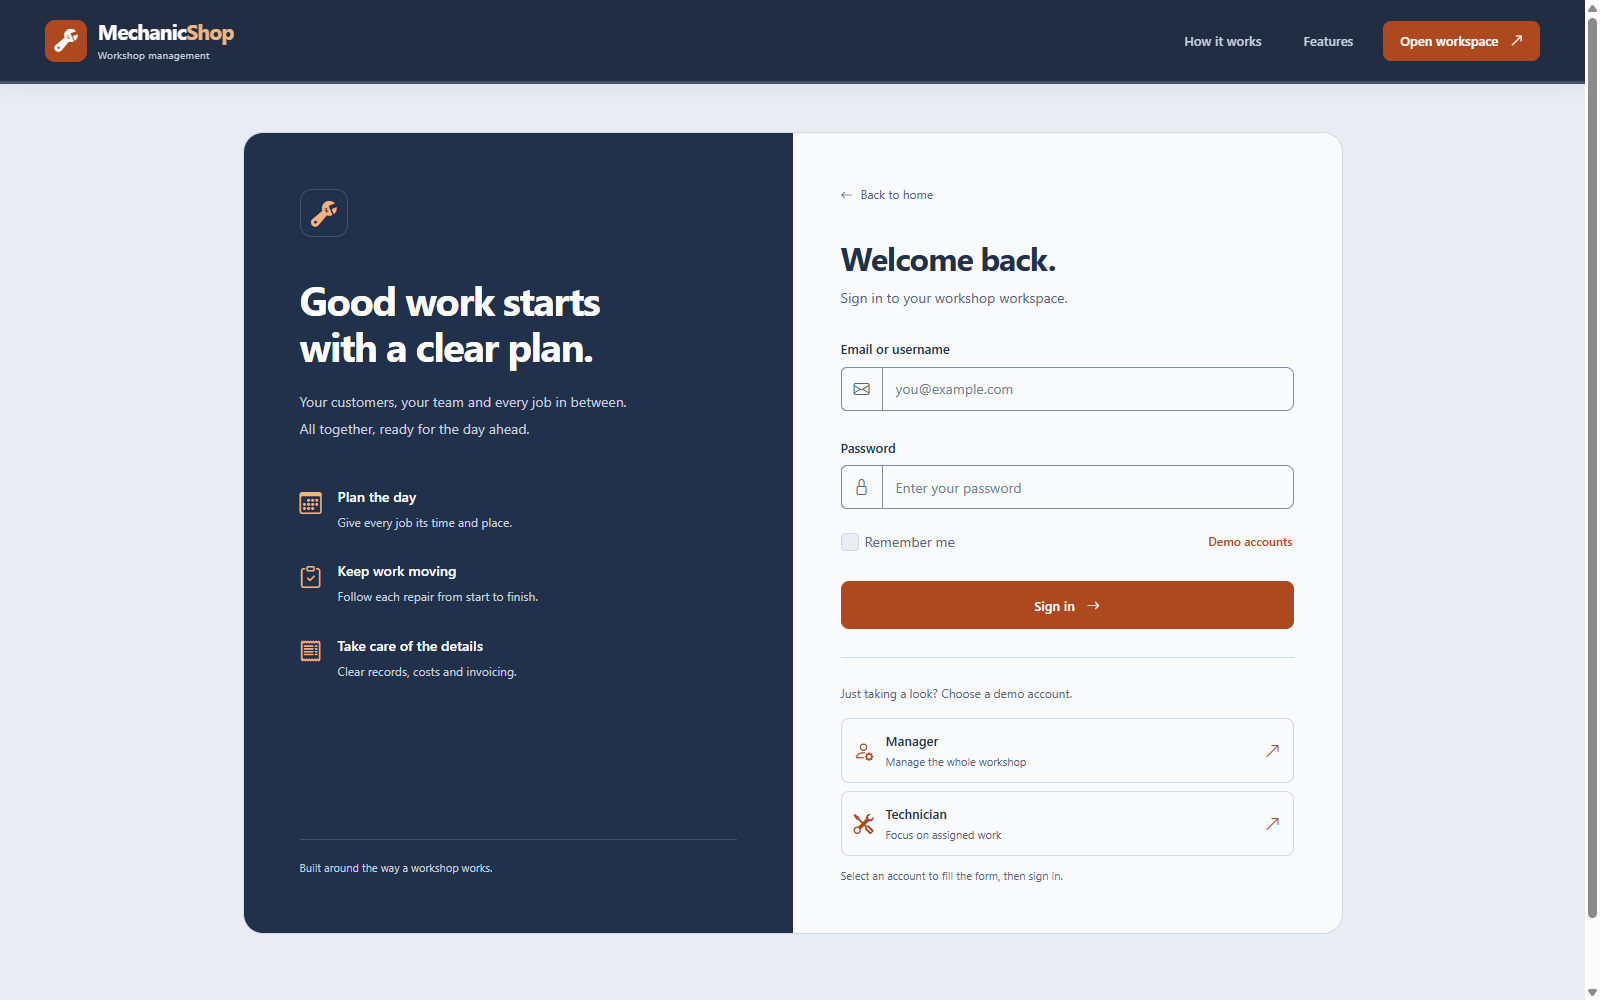 MechanicShop
Workshop management
How it works
Features
Open workspace
Good work starts
with a clear plan.
Your customers, your team and every job in between.
All together, ready for the day ahead.
Plan the day
Give every job its time and place.
Keep work moving
Follow each repair from start to finish.
Take care of the details
Clear records, costs and invoicing.
Built around the way a workshop works.
Back to home
Welcome back.
Sign in to your workshop workspace.
Email or username
you@example.com
Password
Enter your password
Remember me
Demo accounts
Sign in
Just taking a look? Choose a demo account.
Manager
Manage the whole workshop
Technician
Focus on assigned work
Select an account to fill the form, then sign in.